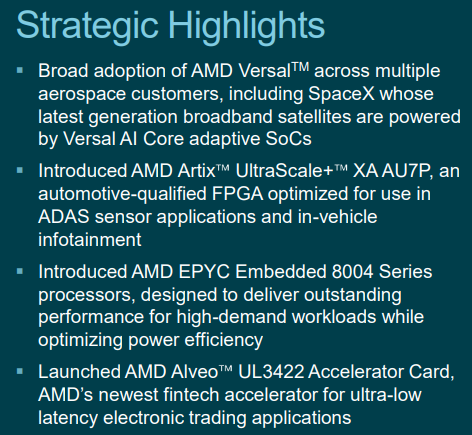 Strategic Highlights
▪ Broad adoption of AMD Versal™ across multiple
aerospace customers, including SpaceX whose
latest generation broadband satellites are powered
by Versal AI Core adaptive SoCs
▪ Introduced AMD Artix™ UltraScale+™ XA AU7P, an
automotive-qualified FPGA optimized for use in
ADAS sensor applications and in-vehicle
infotainment
▪ Introduced AMD EPYC Embedded 8004 Series
processors, designed to deliver outstanding
performance for high-demand workloads while
optimizing power efficiency
▪ Launched AMD Alveo™ UL3422 Accelerator Card,
AMD’s newest fintech accelerator for ultra-low
latency electronic trading applications